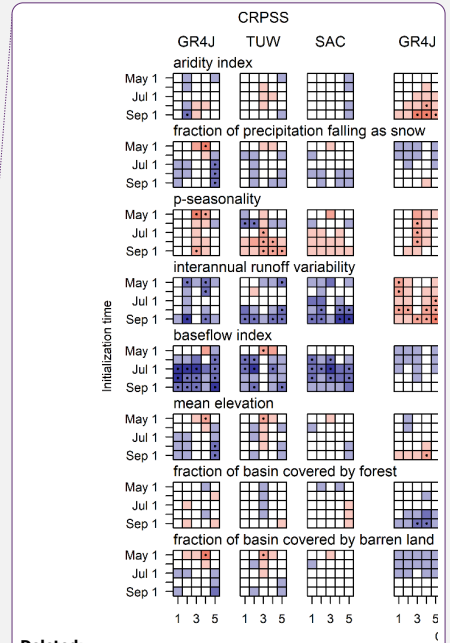 CRPSS
GR4J TUW SAC GR4J
aridity index
May 1
Jul 1
Sep 1
fraction of precipitation falling as snow
May 1
Jul 1
Sep 1
p-seasonality
May 1
Jul 1
Sep 1
interannual runoff variability
May 1
Jul 1
Sep 1
Initialization time
baseflow index
May 1
Jul 1
Sep 1
mean elevation
May 1
Jul 1
Sep 1
fraction of basin covered by forest
May 1
Jul 1
Sep 1
fraction of basin covered by barren land
May 1
Jul 1
Sep 1
1 3 5 1 3 5 1 3 5 1 3 5